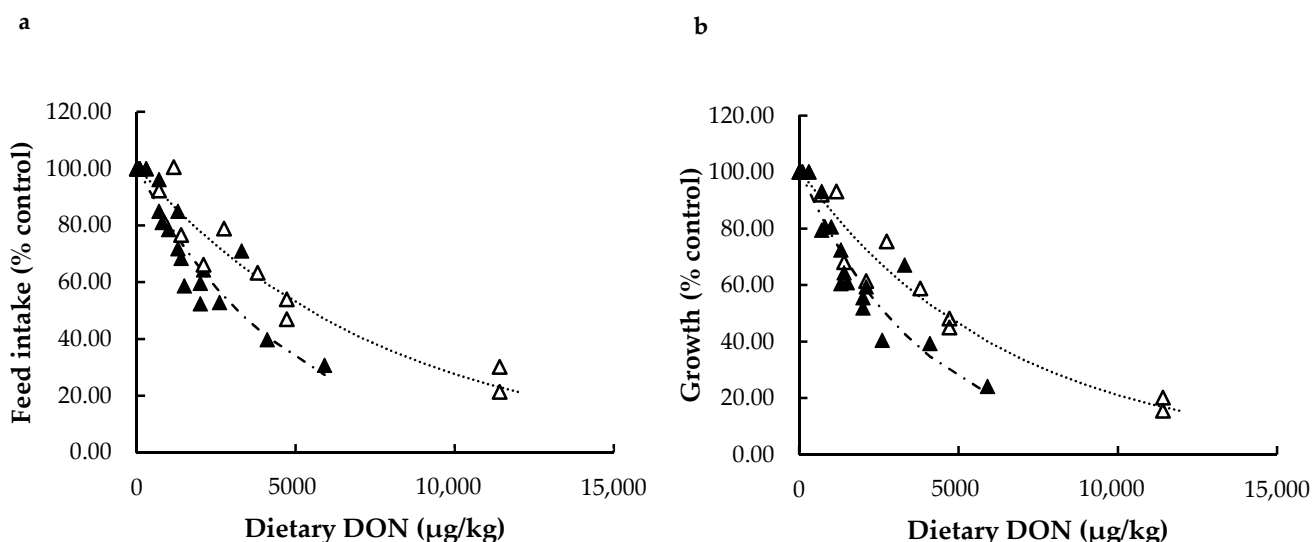 a
120.00
100.00
80.00
60.00
40.00
20.00
0.00
Feed intake (% control)
0 5000 10,000 15,000
Dietary DON (µg/kg)
b
120.00
100.00
80.00
60.00
40.00
20.00
0.00
Growth (% control)
0 5000 10,000 15,000
Dietary DON (µg/kg)